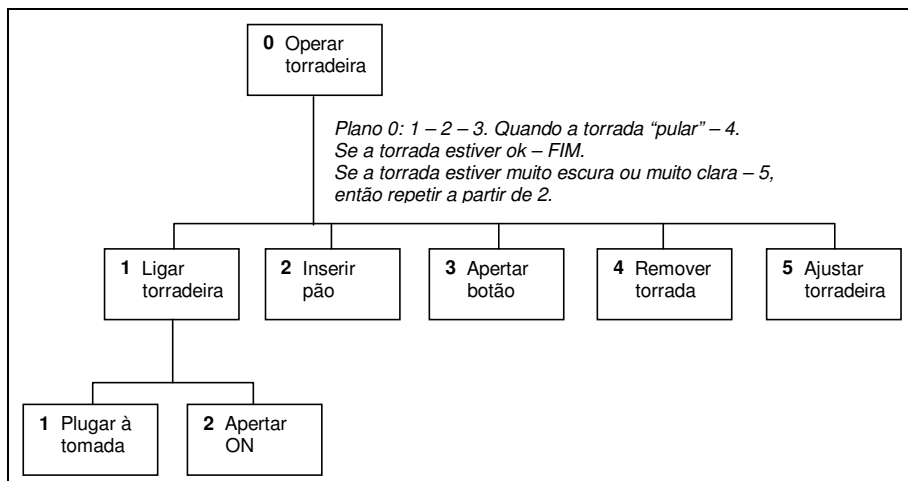 0 Operar
torradeira
Plano 0: 1 – 2 – 3. Quando a torrada “pular” – 4.
Se a torrada estiver ok – FIM.
Se a torrada estiver muito escura ou muito clara – 5,
então repetir a partir de 2.
1 Ligar
torradeira
2 Inserir
pão
3 Apertar
botão
4 Remover
torrada
5 Ajustar
torradeira
1 Plugar à
tomada
2 Apertar
ON